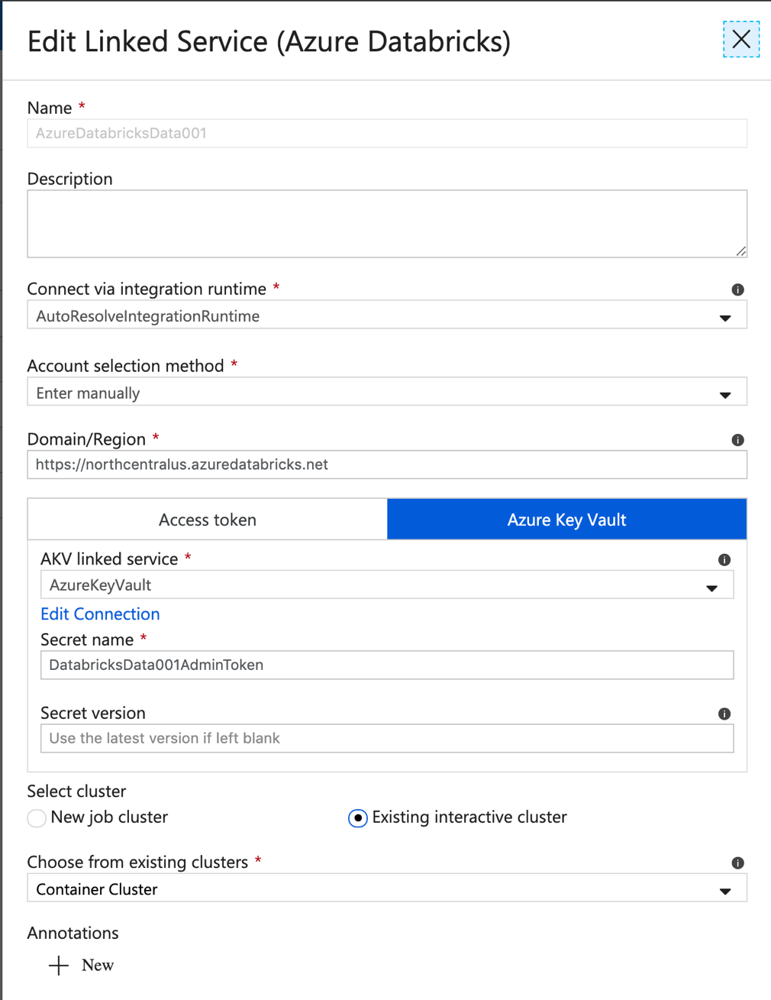 Edit Linked Service (Azure Databricks)
Name *
AzureDatabricksData001
Description
Connect via integration runtime *
AutoResolveIntegrationRuntime
Account selection method *
Enter manually
Domain/Region *
https://northcentralus.azuredatabricks.net
Access token
Azure Key Vault
AKV linked service *
AzureKeyVault
Edit Connection
Secret name *
DatabricksData001AdminToken
Secret version
Use the latest version if left blank
Select cluster
New job cluster
Existing interactive cluster
Choose from existing clusters *
Container Cluster
Annotations
New